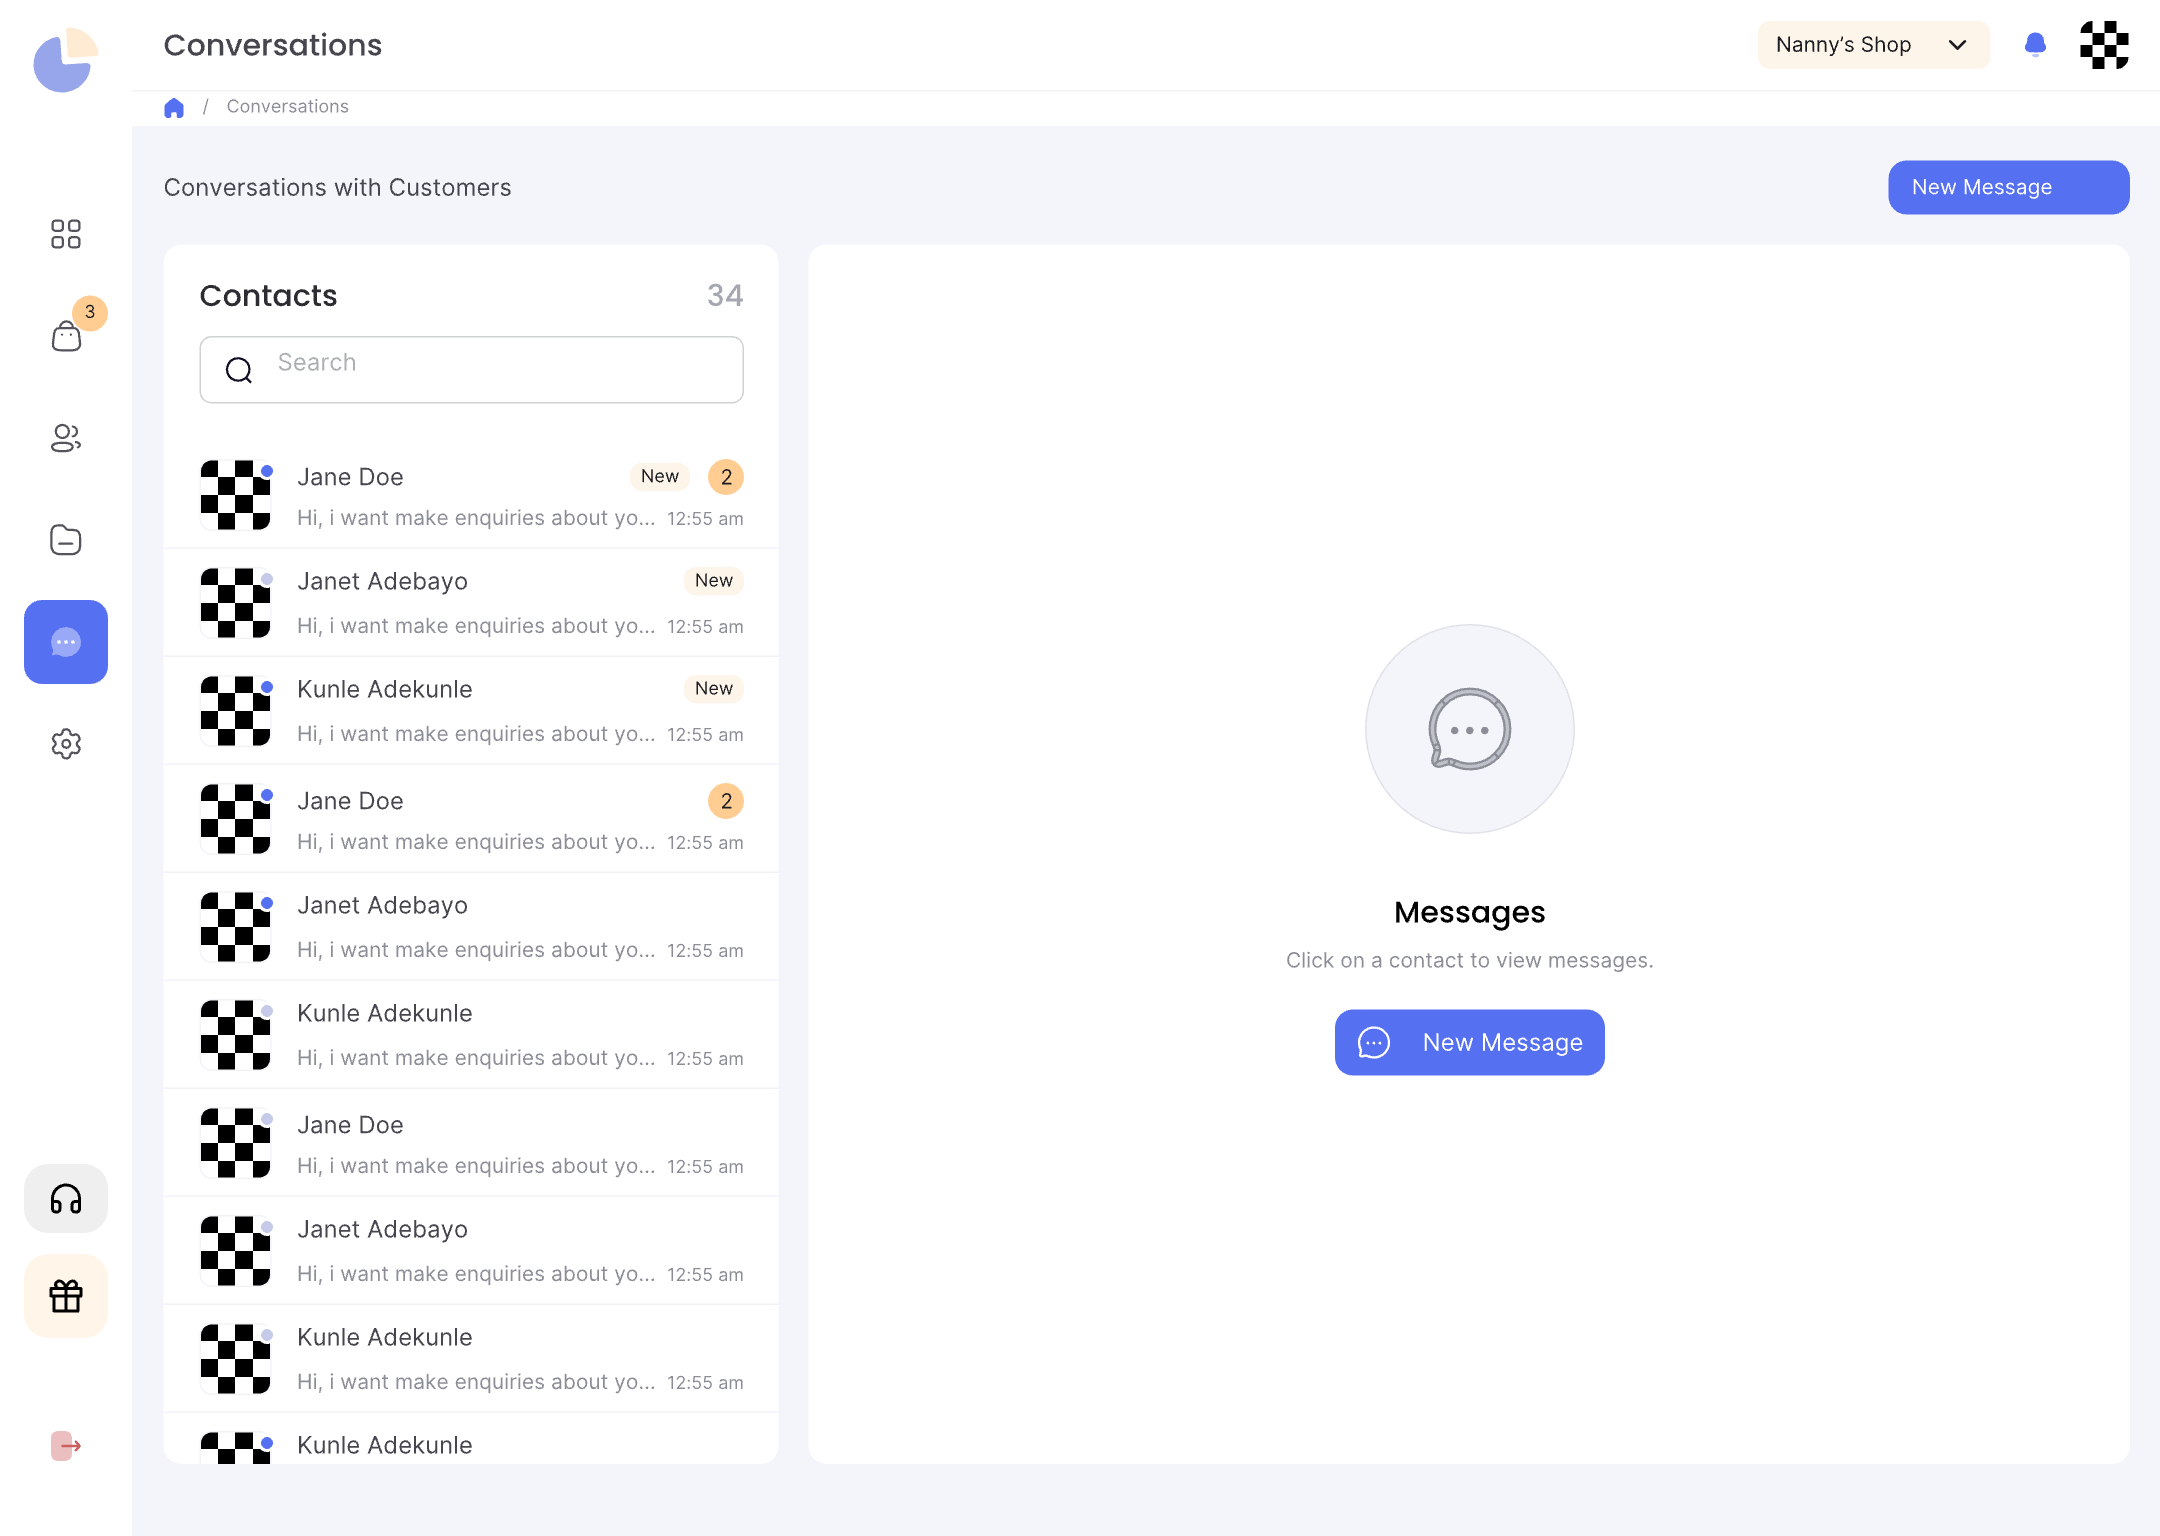 Conversations
Nanny’s Shop
/ Conversations
Conversations with Customers
New Message
Contacts 34
Search
3
Jane Doe New 2
Hi, i want make enquiries about yo... 12:55 am
Janet Adebayo New
Hi, i want make enquiries about yo... 12:55 am
Kunle Adekunle New
Hi, i want make enquiries about yo... 12:55 am
Jane Doe 2
Hi, i want make enquiries about yo... 12:55 am
Janet Adebayo
Hi, i want make enquiries about yo... 12:55 am
Kunle Adekunle
Hi, i want make enquiries about yo... 12:55 am
Jane Doe
Hi, i want make enquiries about yo... 12:55 am
Janet Adebayo
Hi, i want make enquiries about yo... 12:55 am
Kunle Adekunle
Hi, i want make enquiries about yo... 12:55 am
Kunle Adekunle
Messages
Click on a contact to view messages.
New Message